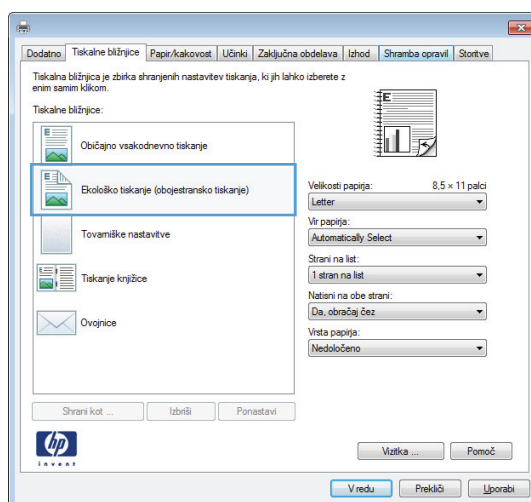 Dodatno Tiskalne bližnjice Papir/kakovost Učinki Zaključna obdelava Izhod Shramba opravil Storitve
Tiskalna bližnjica je zbirka shranjenih nastavitev tiskanja, ki jih lahko izberete z
enim samim klikom.
Tiskalne bližnjice:
E
Običajno vsakodnevno tiskanje
E
Ekološko tiskanje (obojestransko tiskanje)
Tovarniške nastavitve
Tiskanje knjižice
Ovojnice
E
Velikosti papirja: 8,5 × 11 palci
Letter
Vir papirja:
Automatically Select
Strani na list:
1 stran na list
Natisni na obe strani:
Da, obračaj čez
Vrsta papirja:
Nedoločeno
Shrani kot ... Izbriši Ponastavi
hp
invent
Vizitka ... Pomoč
V redu Prekliči Uporabi